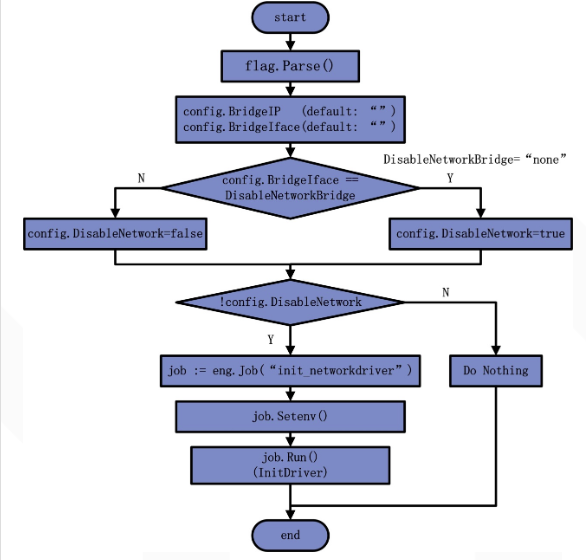 start
flag.Parse()
config.BridgeIP (default: “”)
config.BridgeIface(default: “”)
DisableNetworkBridge=“none”
config.BridgeIface ==
DisableNetworkBridge
N
Y
config.DisableNetwork=false
config.DisableNetwork=true
!config.DisableNetwork
N
Y
job := eng.Job(“init_networkdriver”)
Do Nothing
job.Setenv()
job.Run()
(InitDriver)
end